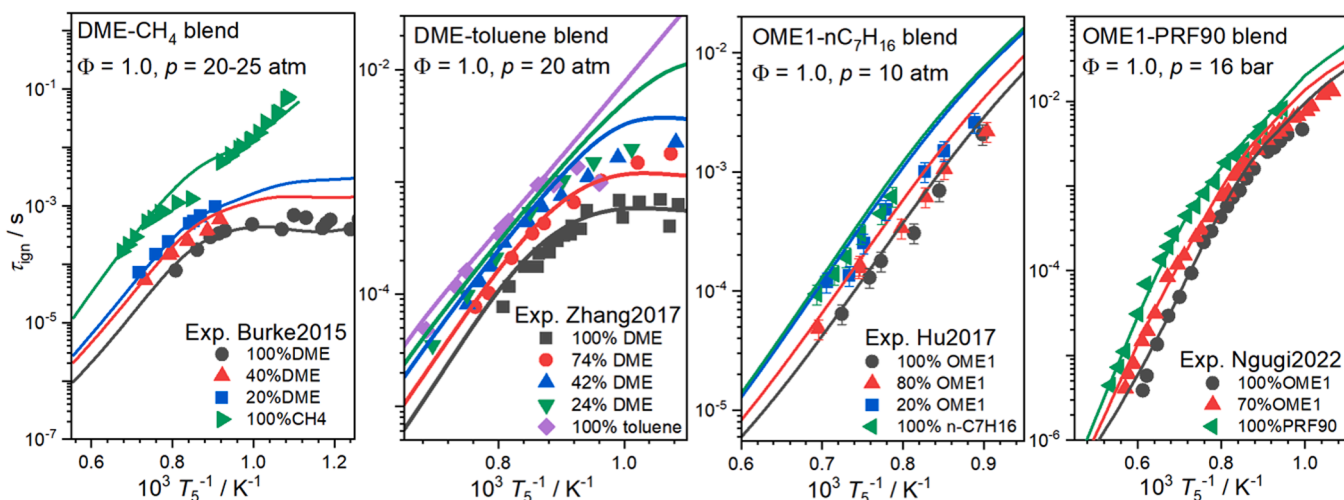 DME-CH₄ blend
Φ = 1.0, p = 20-25 atm
τign / s
10⁻¹
10⁻³
10⁻⁵
10⁻⁷
Exp. Burke2015
100%DME
40%DME
20%DME
100%CH4
0.6 0.8 1.0 1.2
10³ T₅⁻¹ / K⁻¹
DME-toluene blend
Φ = 1.0, p = 20 atm
10⁻²
10⁻³
10⁻⁴
Exp. Zhang2017
100% DME
74% DME
42% DME
24% DME
100% toluene
0.8 1.0
10³ T₅⁻¹ / K⁻¹
OME1-nC₇H₁₆ blend
Φ = 1.0, p = 10 atm
10⁻²
10⁻³
10⁻⁴
10⁻⁵
Exp. Hu2017
100% OME1
80% OME1
20% OME1
100% n-C7H16
0.6 0.7 0.8 0.9
10³ T₅⁻¹ / K⁻¹
OME1-PRF90 blend
Φ = 1.0, p = 16 bar
10⁻²
10⁻⁴
10⁻⁶
Exp. Ngugi2022
100%OME1
70%OME1
100%PRF90
0.6 0.8 1.0
10³ T₅⁻¹ / K⁻¹